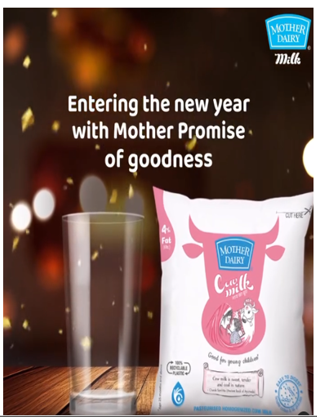 MOTHER
DAIRY
Milk
Entering the new year
with Mother Promise
of goodness
CUT HERE
4%
Fat
MOTHER
DAIRY
Cow
milk
Good for young children!
100%
RECYCLABLE
PLASTIC